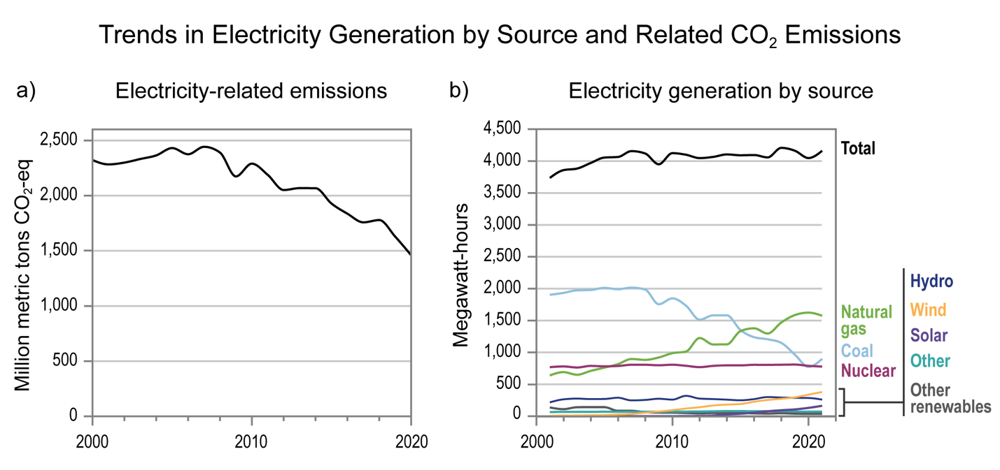 Trends in Electricity Generation by Source and Related CO₂ Emissions
a)
Electricity-related emissions
Million metric tons CO₂-eq
2,500
2,000
1,500
1,000
500
0
2000
2010
2020
b)
Electricity generation by source
Megawatt-hours
4,500
4,000
3,500
3,000
2,500
2,000
1,500
1,000
500
0
2000
2010
2020
Total
Natural
gas
Coal
Nuclear
Hydro
Wind
Solar
Other
Other
renewables